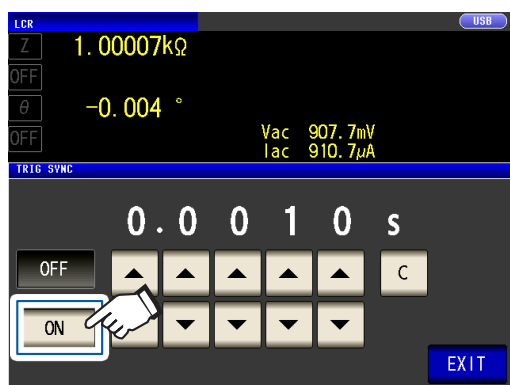 LCR USB
Z 1.00007kΩ
OFF
θ -0.004 °
OFF
Vac 907.7mV
Iac 910.7μA
TRIG SYNC
0.0010s
OFF
C
ON
EXIT